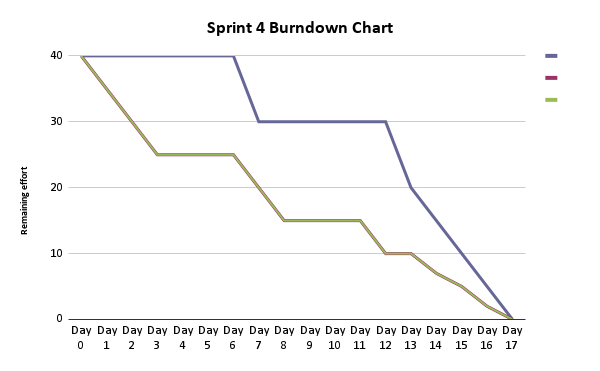 Sprint 4 Burndown Chart
40
30
20
10
0
Remaining effort
Day 0
Day 1
Day 2
Day 3
Day 4
Day 5
Day 6
Day 7
Day 8
Day 9
Day 10
Day 11
Day 12
Day 13
Day 14
Day 15
Day 16
Day 17